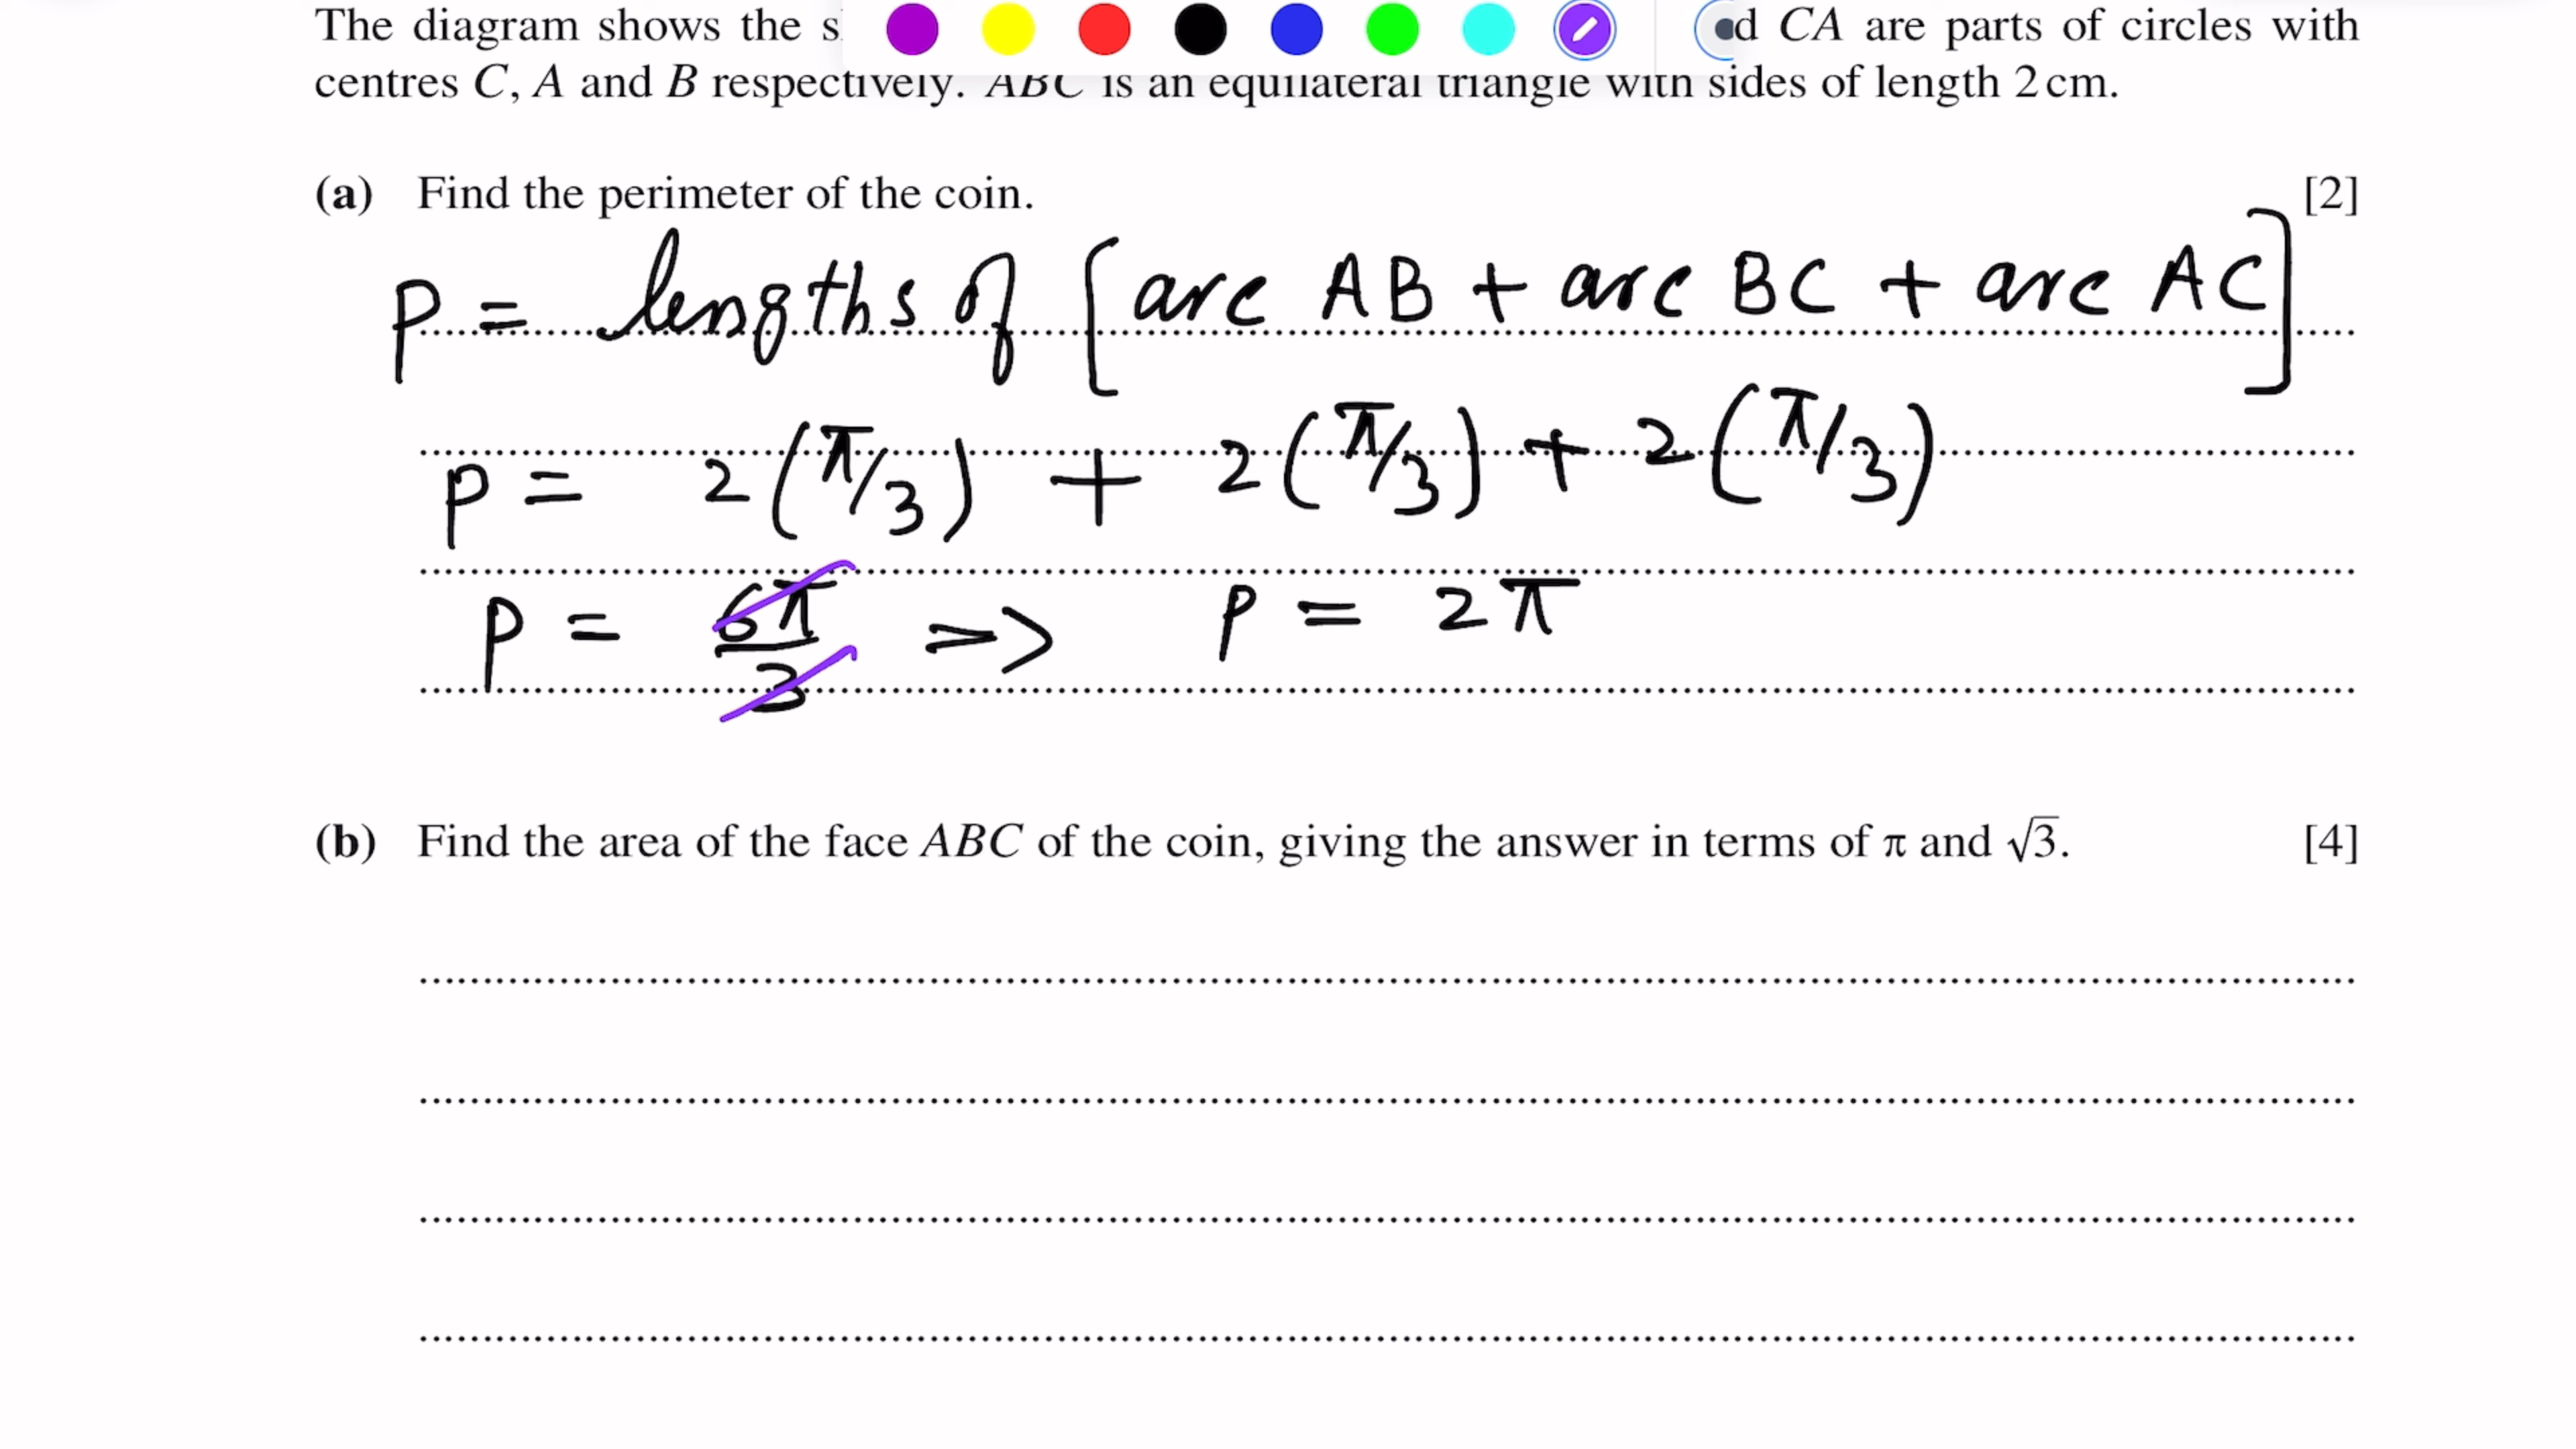 The diagram shows the d CA are parts of circles with
centres C, A and B respectively. ABC is an equilateral triangle with sides of length 2 cm.
(a) Find the perimeter of the coin. [2]
P = lengths of [arc AB + arc BC + arc AC]
P = 2(π/3) + 2(π/3) + 2(π/3)
P = 6π/3 => P = 2π
(b) Find the area of the face ABC of the coin, giving the answer in terms of π and √3. [4]